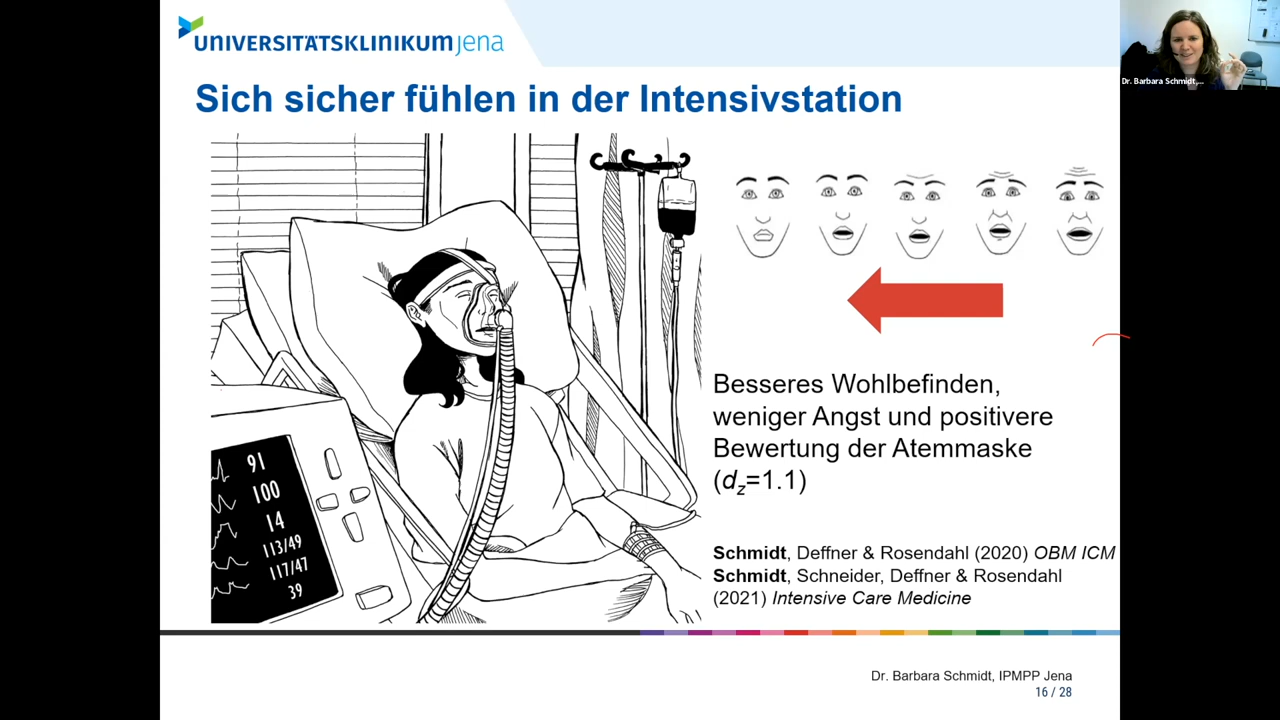 UNIVERSITÄTSKLINIKUM jena
Dr. Barbara Schmidt,...
Sich sicher fühlen in der Intensivstation
91
100
14
113/49
117/47
39
Besseres Wohlbefinden,
weniger Angst und positivere
Bewertung der Atemmaske
(dz=1.1)
Schmidt, Deffner & Rosendahl (2020) OBM ICM
Schmidt, Schneider, Deffner & Rosendahl
(2021) Intensive Care Medicine
Dr. Barbara Schmidt, IPMPP Jena
16 / 28